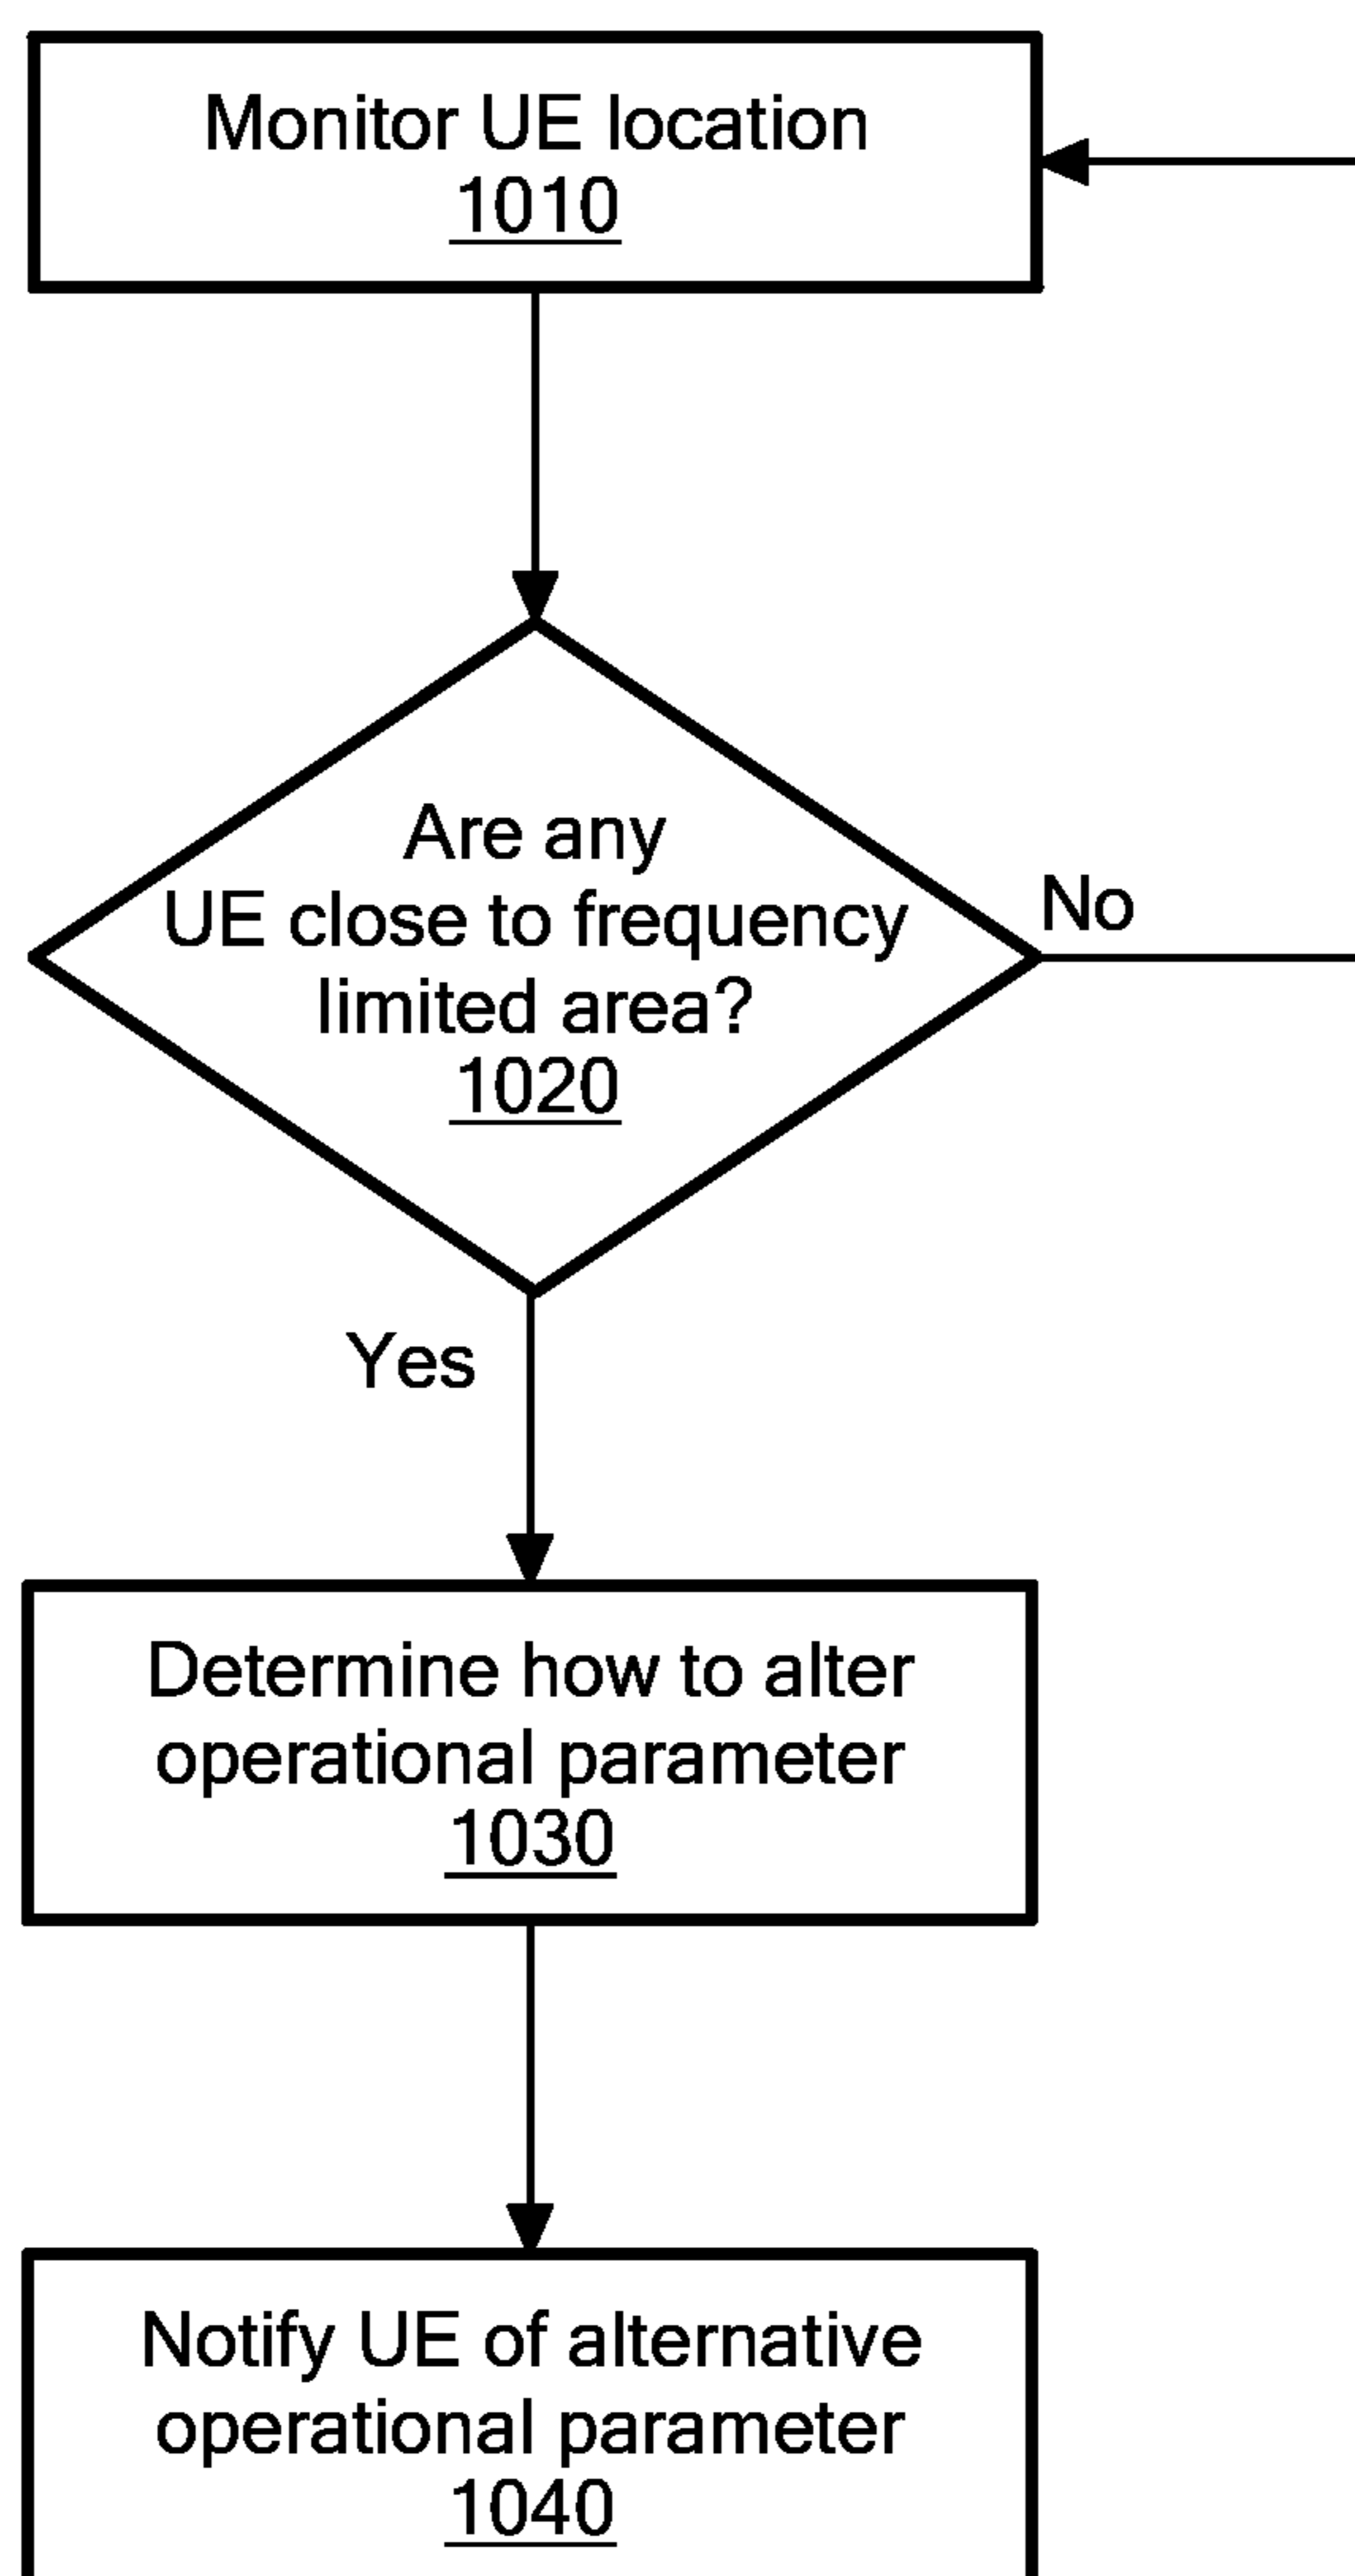 Monitor UE location
1010
Are any
UE close to frequency
limited area?
1020
No
Yes
Determine how to alter
operational parameter
1030
Notify UE of alternative
operational parameter
1040